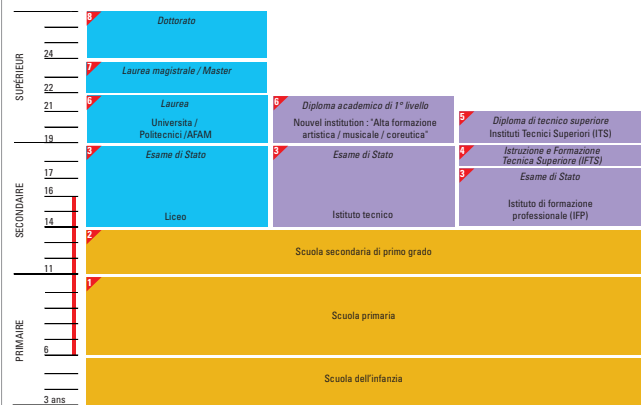 SUPÉRIEUR
SECONDAIRE
PRIMAIRE
24
22
21
19
17
16
14
11
6
3 ans
8
Dottorato
7
Laurea magistrale / Master
6
Laurea
Universita /
Politecnici /AFAM
6
Diploma academico di 1° livello
Nouvel institution : "Alta formazione
artistica / musicale / coreutica"
5
Diploma di tecnico superiore
Instituti Tecnici Superiori (ITS)
3
Esame di Stato
Liceo
3
Esame di Stato
Istituto tecnico
4
Istruzione e Formazione
Tecnica Superiore (IFTS)
3
Esame di Stato
Istituto di formazione
professionale (IFP)
2
Scuola secondaria di primo grado
1
Scuola primaria
Scuola dell'infanzia